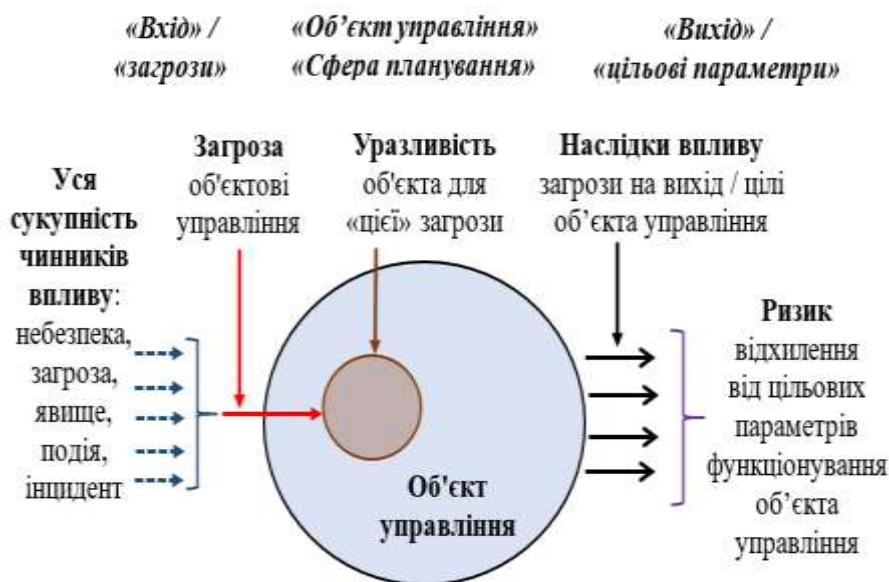 «Вхід» /
«загрози»
«Об’єкт управління»
«Сфера планування»
«Вихід» /
«цільові параметри»
Уся
сукупність
чинників
впливу:
небезпека,
загроза,
явище,
подія,
інцидент
Загроза
об'єктові
управління
Уразливість
об'єкта для
«цієї» загрози
Наслідки впливу
загрози на вихід / цілі
об’єкта управління
Об'єкт
управління
Ризик
відхилення
від цільових
параметрів
функціонування
об’єкта
управління